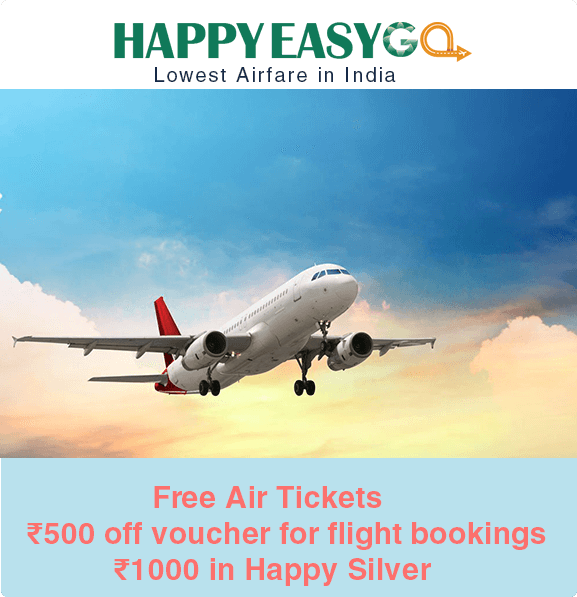 HAPPYEASYGO
Lowest Airfare in India
Free Air Tickets
₹500 off voucher for flight bookings
₹1000 in Happy Silver